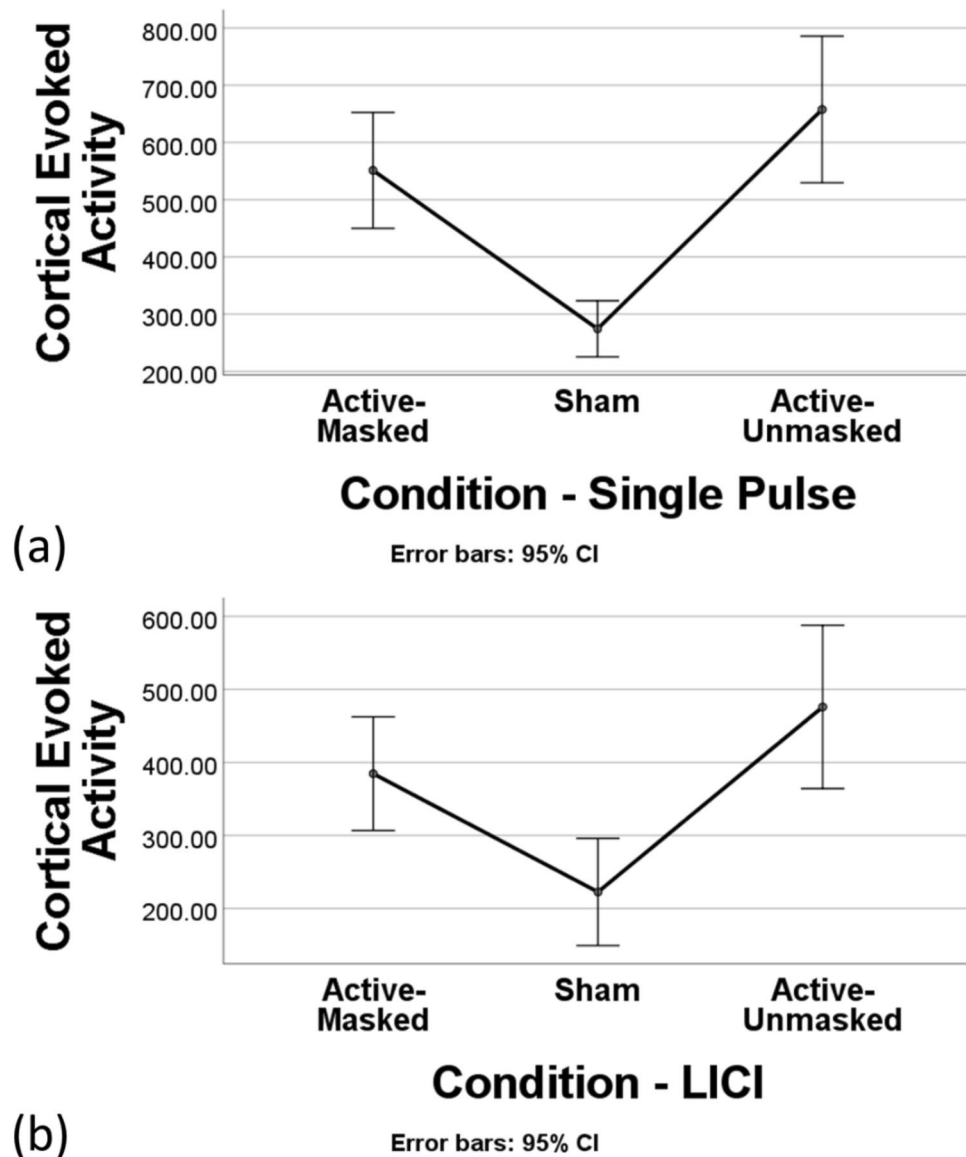 Cortical Evoked
Activity
800.00
700.00
600.00
500.00
400.00
300.00
200.00
Active-
Masked
Sham
Active-
Unmasked
Condition - Single Pulse
(a)
Error bars: 95% CI
Cortical Evoked
Activity
600.00
500.00
400.00
300.00
200.00
Active-
Masked
Sham
Active-
Unmasked
Condition - LICI
(b)
Error bars: 95% CI